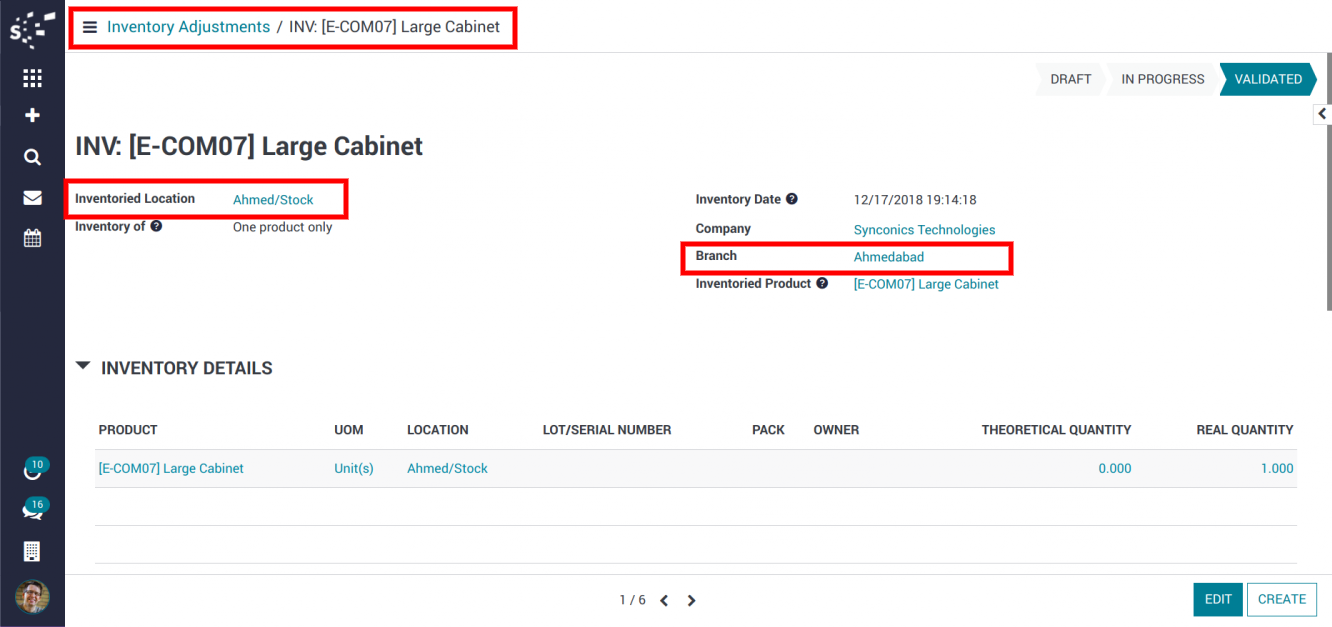 Inventory Adjustments / INV: [E-COM07] Large Cabinet
DRAFT IN PROGRESS VALIDATED
INV: [E-COM07] Large Cabinet
Inventoried Location Ahmed/Stock
Inventory of ? One product only
Inventory Date ? 12/17/2018 19:14:18
Company Synconics Technologies
Branch Ahmedabad
Inventoried Product ? [E-COM07] Large Cabinet
INVENTORY DETAILS
PRODUCT UOM LOCATION LOT/SERIAL NUMBER PACK OWNER THEORETICAL QUANTITY REAL QUANTITY
[E-COM07] Large Cabinet Unit(s) Ahmed/Stock 0.000 1.000
10
16
1 / 6
EDIT CREATE